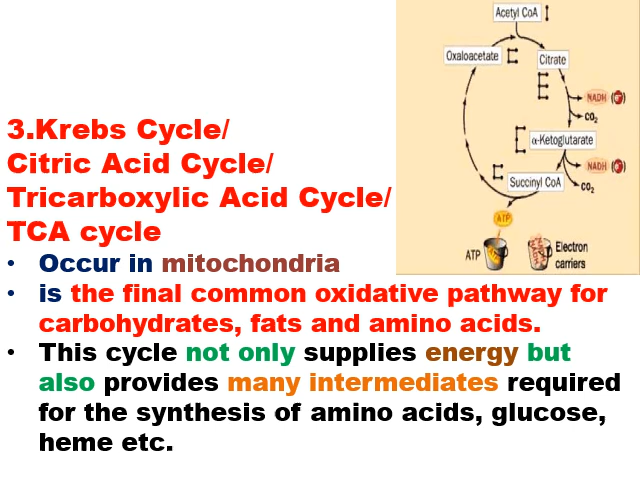 Acetyl CoA
Oxaloacetate
Citrate
NADH
CO2
α-Ketoglutarate
NADH
CO2
Succinyl CoA
ATP
ATP
Electron
carriers
3.Krebs Cycle/
Citric Acid Cycle/
Tricarboxylic Acid Cycle/
TCA cycle
• Occur in mitochondria
• is the final common oxidative pathway for
carbohydrates, fats and amino acids.
• This cycle not only supplies energy but
also provides many intermediates required
for the synthesis of amino acids, glucose,
heme etc.